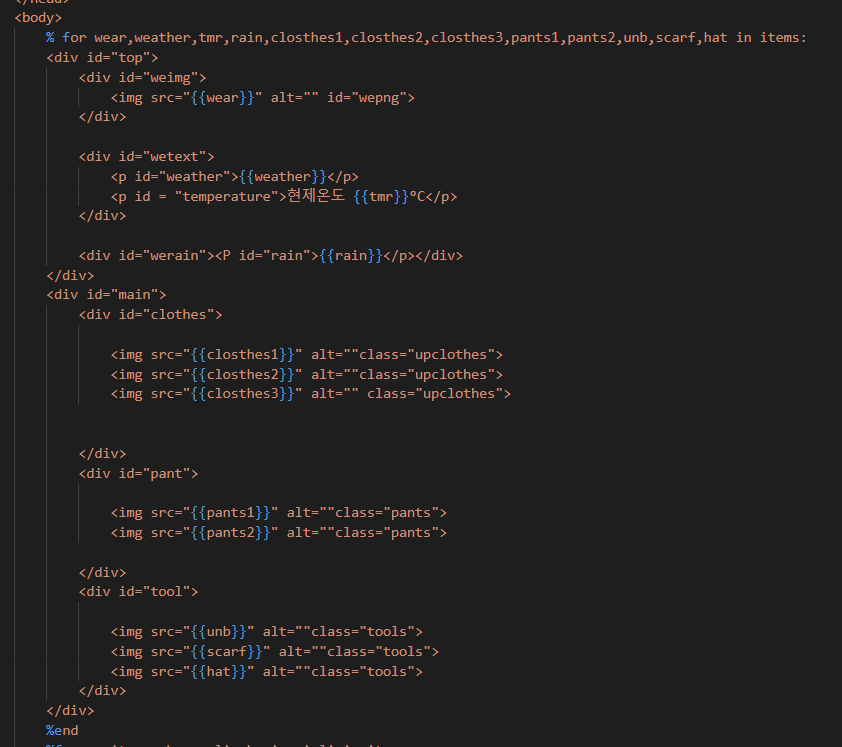 <body>
% for wear,weather,tmr,rain,closthes1,closthes2,closthes3,pants1,pants2,unb,scarf,hat in items:
<div id="top">
<div id="weimg">
<img src="{{wear}}" alt="" id="wepng">
</div>
<div id="wetext">
<p id="weather">{{weather}}</p>
<p id = "temperature">현제온도 {{tmr}}°C</p>
</div>
<div id="werain"><P id="rain">{{rain}}</p></div>
</div>
<div id="main">
<div id="clothes">
<img src="{{closthes1}}" alt=""class="upclothes">
<img src="{{closthes2}}" alt=""class="upclothes">
<img src="{{closthes3}}" alt="" class="upclothes">
</div>
<div id="pant">
<img src="{{pants1}}" alt=""class="pants">
<img src="{{pants2}}" alt=""class="pants">
</div>
<div id="tool">
<img src="{{unb}}" alt=""class="tools">
<img src="{{scarf}}" alt=""class="tools">
<img src="{{hat}}" alt=""class="tools">
</div>
</div>
%end